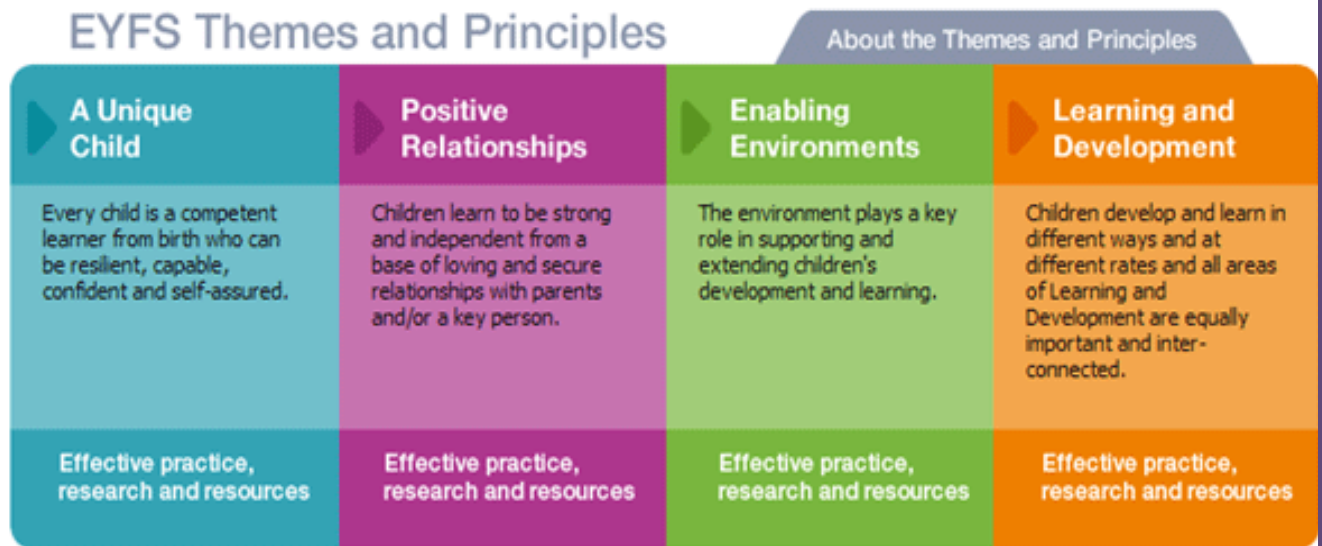 EYFS Themes and Principles
About the Themes and Principles
A Unique
Child
Every child is a competent
learner from birth who can
be resilient, capable,
confident and self-assured.
Effective practice,
research and resources
Positive
Relationships
Children learn to be strong
and independent from a
base of loving and secure
relationships with parents
and/or a key person.
Effective practice,
research and resources
Enabling
Environments
The environment plays a key
role in supporting and
extending children's
development and learning.
Effective practice,
research and resources
Learning and
Development
Children develop and learn in
different ways and at
different rates and all areas
of Learning and
Development are equally
important and inter-
connected.
Effective practice,
research and resources